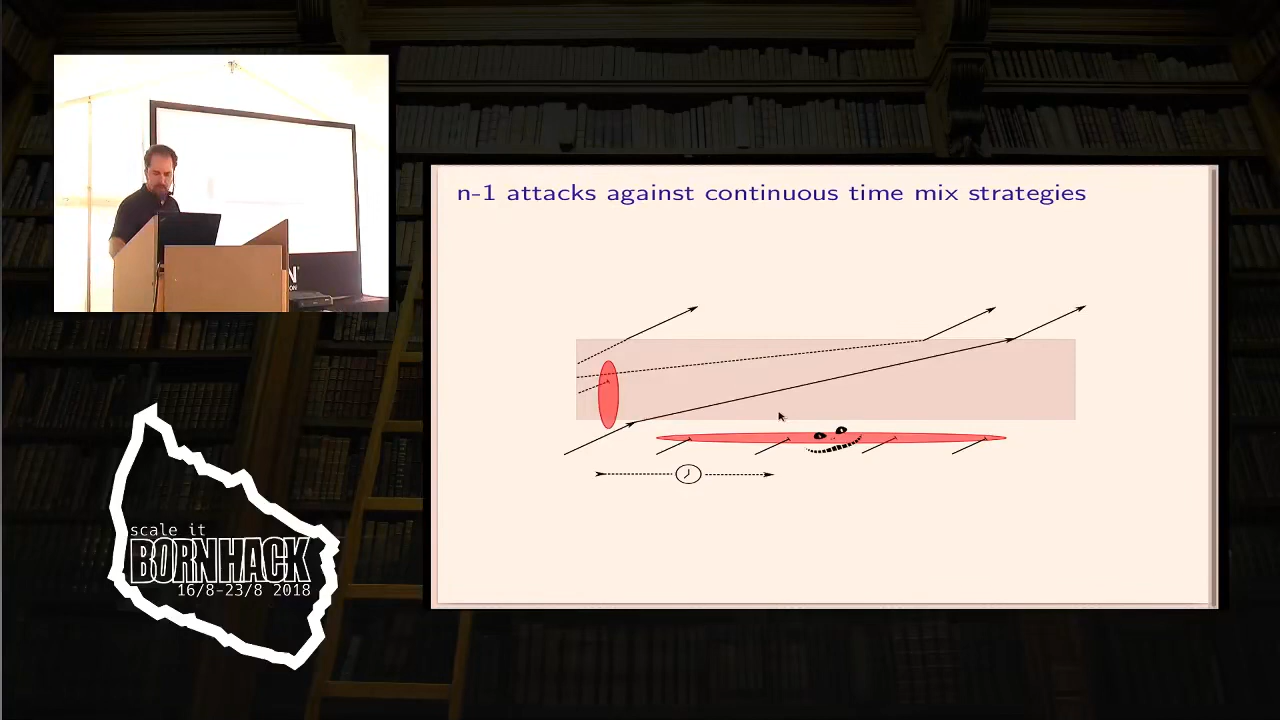 n-1 attacks against continuous time mix strategies
scale it
BORNHACK
16/8-23/8 2018